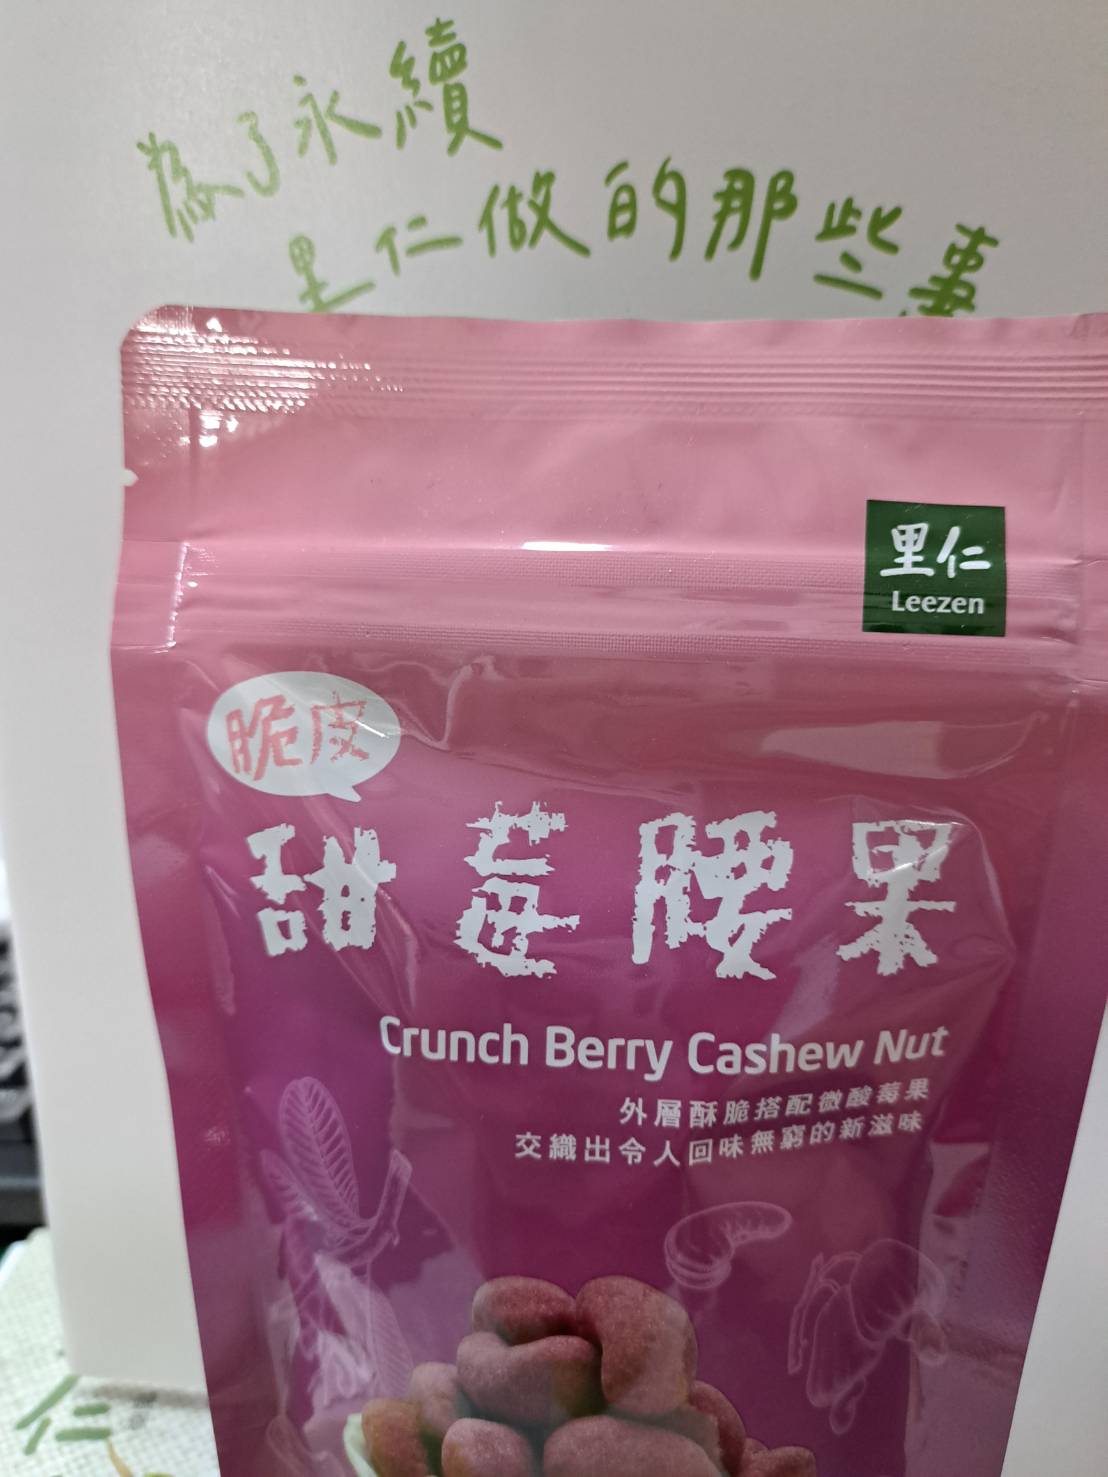 為了永續
里仁做的那些事
里仁
Leezen
脆皮
甜莓腰果
Crunch Berry Cashew Nut
外層酥脆搭配微酸莓果
交織出令人回味無窮的新滋味
仁